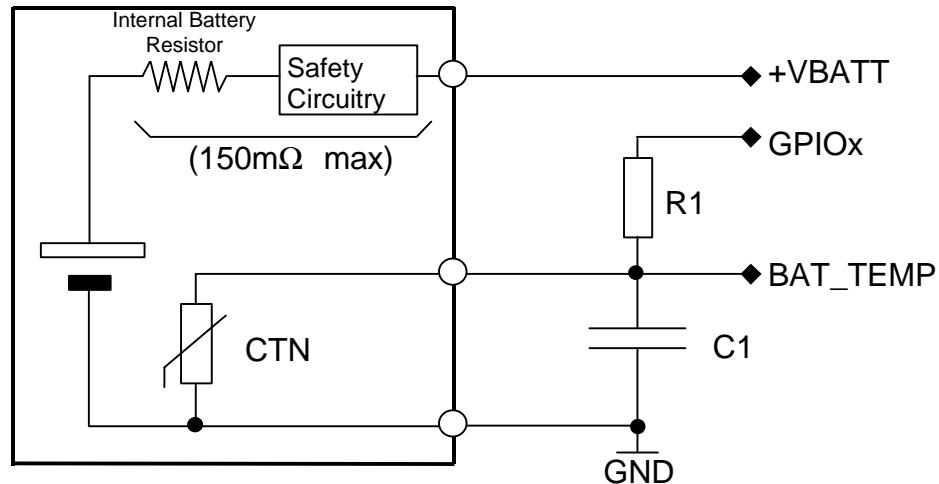 Internal Battery
Resistor
Safety
Circuitry
(150mΩ max)
+VBATT
GPIOx
R1
BAT_TEMP
CTN
C1
GND